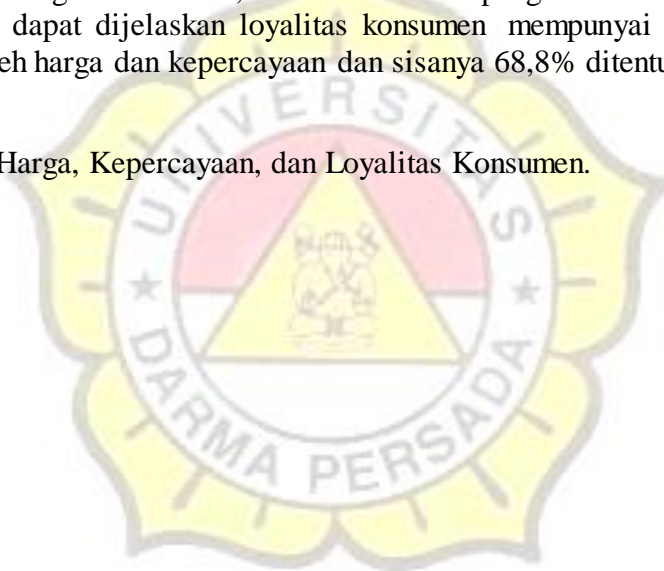 dapat dijelaskan loyalitas konsumen mempunyai
eh harga dan kepercayaan dan sisanya 68,8% ditentu
Harga, Kepercayaan, dan Loyalitas Konsumen.
UNIVERSITAS
DARMA PERSADA